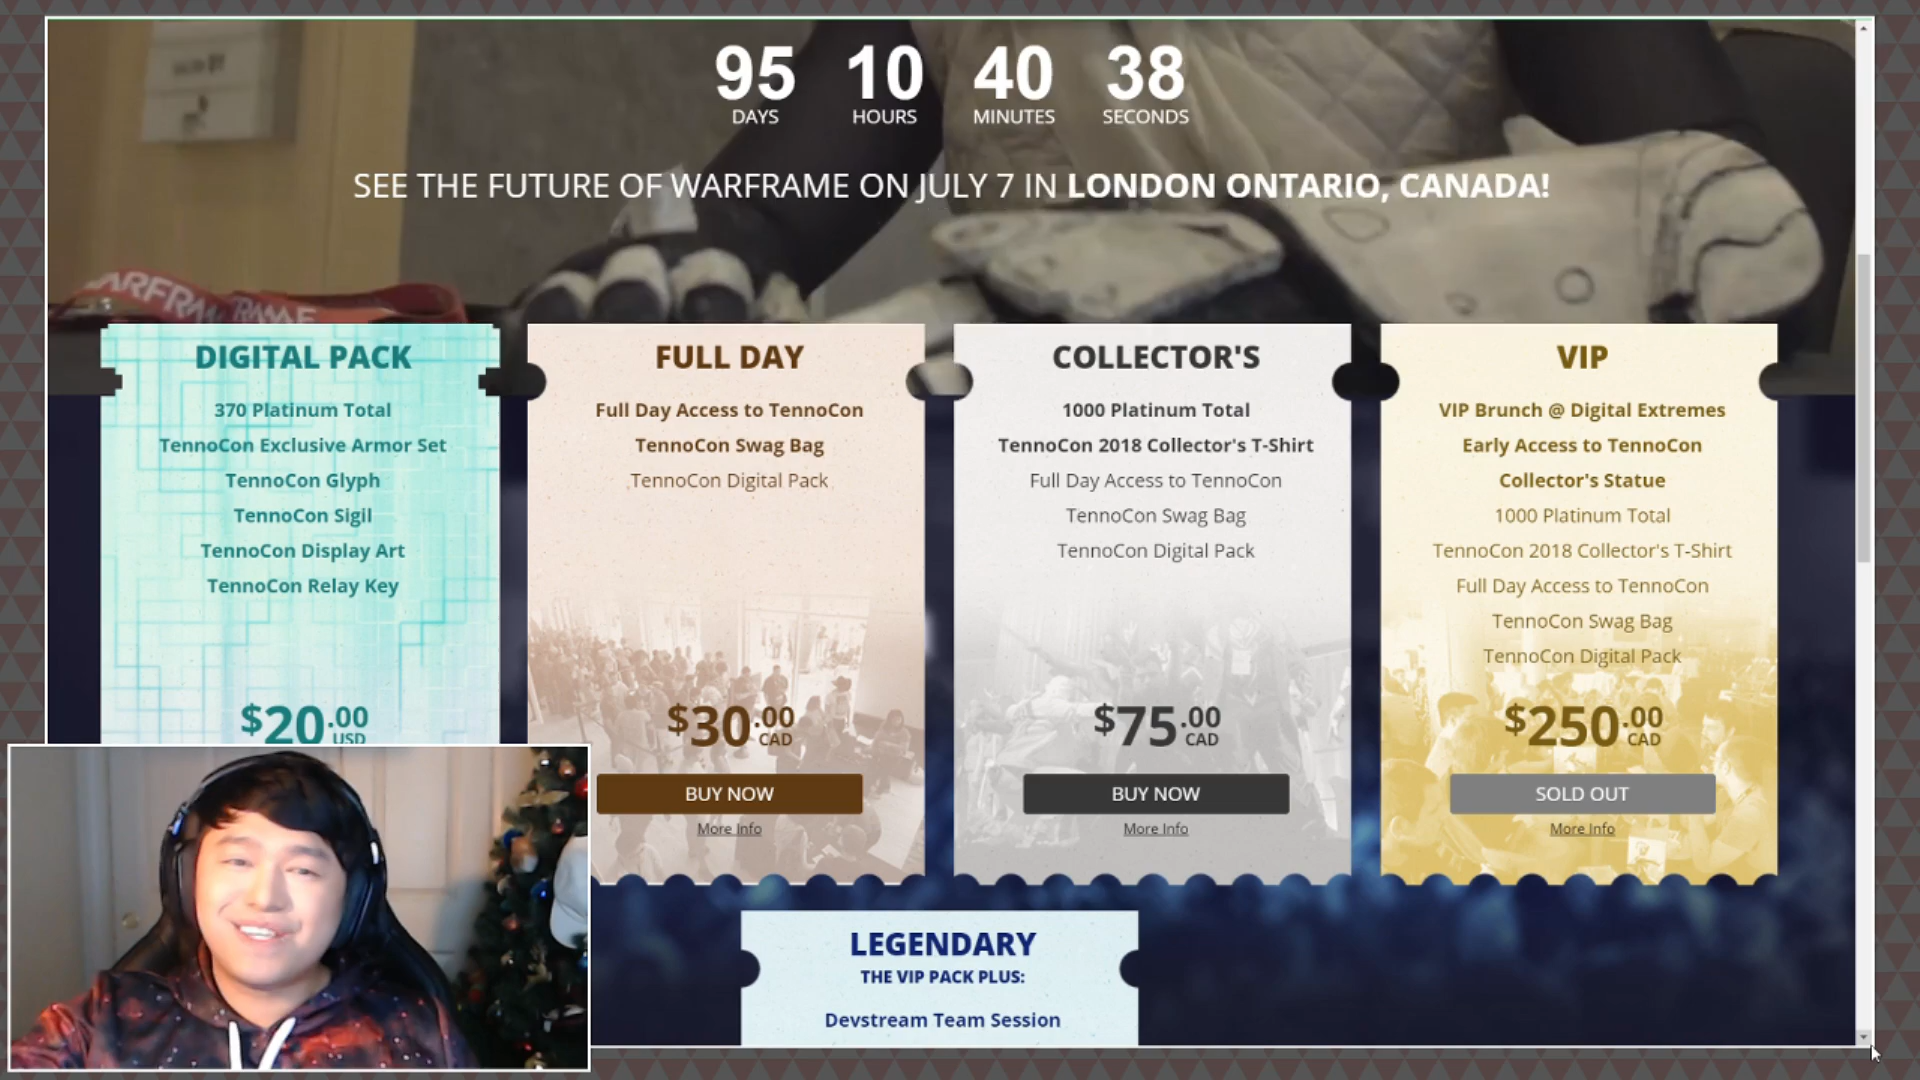 95 10 40 38
DAYS HOURS MINUTES SECONDS
SEE THE FUTURE OF WARFRAME ON JULY 7 IN LONDON ONTARIO, CANADA!
DIGITAL PACK
370 Platinum Total
TennoCon Exclusive Armor Set
TennoCon Glyph
TennoCon Sigil
TennoCon Display Art
TennoCon Relay Key
$20.00
USD
FULL DAY
Full Day Access to TennoCon
TennoCon Swag Bag
TennoCon Digital Pack
$30.00
CAD
BUY NOW
More Info
COLLECTOR'S
1000 Platinum Total
TennoCon 2018 Collector's T-Shirt
Full Day Access to TennoCon
TennoCon Swag Bag
TennoCon Digital Pack
$75.00
CAD
BUY NOW
More Info
VIP
VIP Brunch @ Digital Extremes
Early Access to TennoCon
Collector's Statue
1000 Platinum Total
TennoCon 2018 Collector's T-Shirt
Full Day Access to TennoCon
TennoCon Swag Bag
TennoCon Digital Pack
$250.00
CAD
SOLD OUT
More Info
LEGENDARY
THE VIP PACK PLUS:
Devstream Team Session